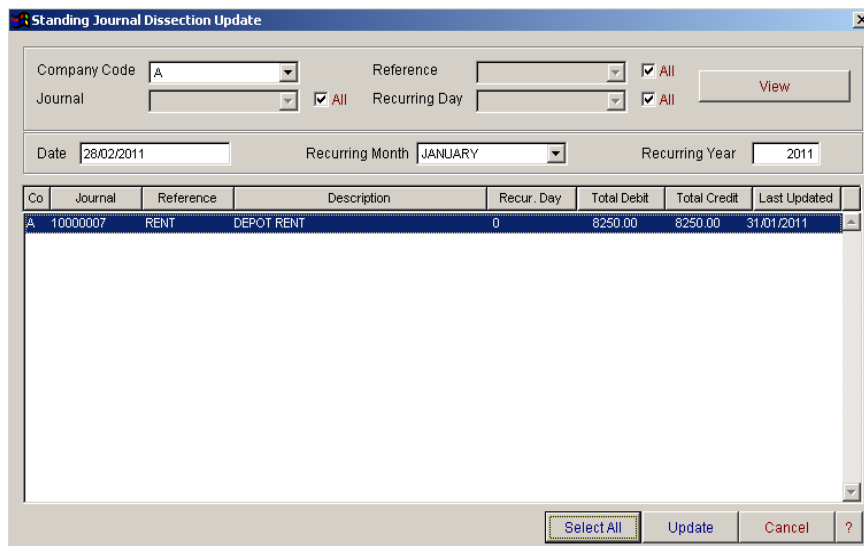 Standing Journal Dissection Update
Company Code A Reference All View
Journal All Recurring Day All
Date 28/02/2011 Recurring Month JANUARY Recurring Year 2011
Co Journal Reference Description Recur. Day Total Debit Total Credit Last Updated
A 10000007 RENT DEPOT RENT 0 8250.00 8250.00 31/01/2011
Select All Update Cancel ?